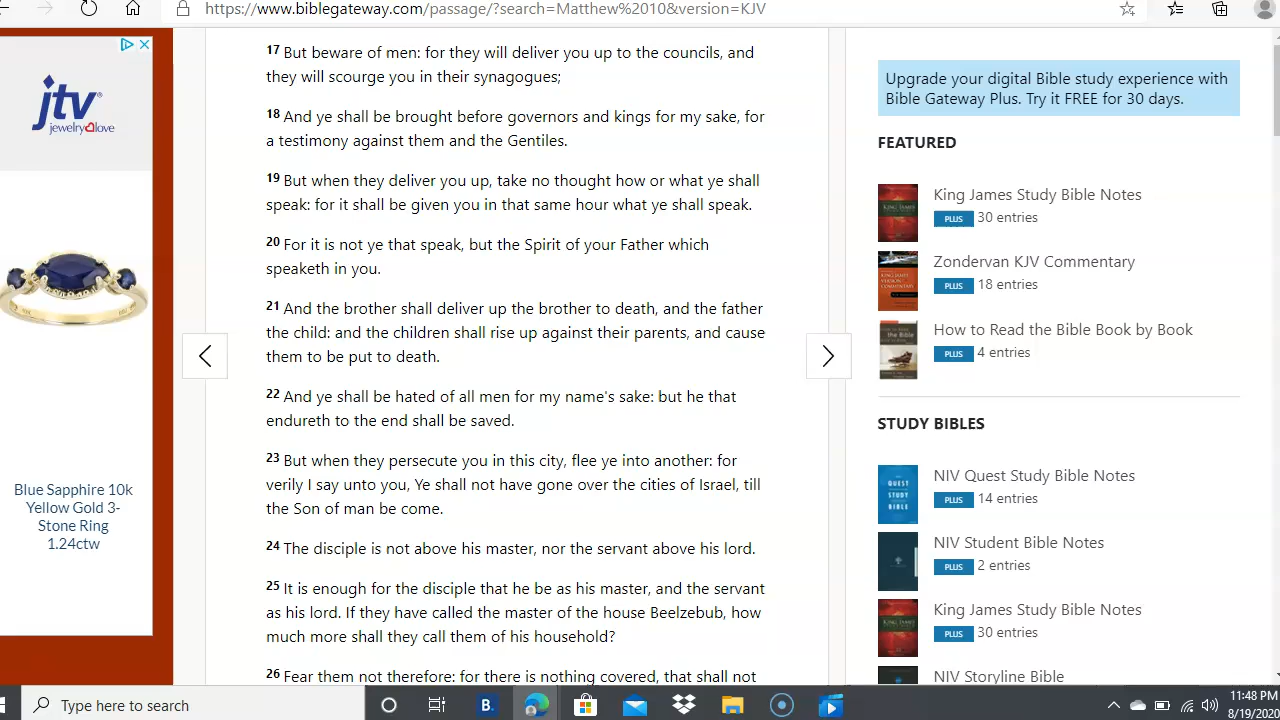 https://www.biblegateway.com/passage/?search=Matthew%2010&version=KJV
jtv
jewelry love
Blue Sapphire 10k
Yellow Gold 3-
Stone Ring
1.24ctw
17 But beware of men: for they will deliver you up to the councils, and
they will scourge you in their synagogues;
18 And ye shall be brought before governors and kings for my sake, for
a testimony against them and the Gentiles.
19 But when they deliver you up, take no thought how or what ye shall
speak: for it shall be given you in that same hour what ye shall speak.
20 For it is not ye that speak, but the Spirit of your Father which
speaketh in you.
21 And the brother shall deliver up the brother to death, and the father
the child: and the children shall rise up against their parents, and cause
them to be put to death.
22 And ye shall be hated of all men for my name's sake: but he that
endureth to the end shall be saved.
23 But when they persecute you in this city, flee ye into another: for
verily I say unto you, Ye shall not have gone over the cities of Israel, till
the Son of man be come.
24 The disciple is not above his master, nor the servant above his lord.
25 It is enough for the disciple that he be as his master, and the servant
as his lord. If they have called the master of the house Beelzebub, how
much more shall they call them of his household?
26 Fear them not therefore: for there is nothing covered, that shall not
Upgrade your digital Bible study experience with
Bible Gateway Plus. Try it FREE for 30 days.
FEATURED
King James Study Bible Notes
PLUS 30 entries
Zondervan KJV Commentary
PLUS 18 entries
How to Read the Bible Book by Book
PLUS 4 entries
STUDY BIBLES
NIV Quest Study Bible Notes
PLUS 14 entries
NIV Student Bible Notes
PLUS 2 entries
King James Study Bible Notes
PLUS 30 entries
NIV Storyline Bible
Type here to search
11:48 PM
8/19/2020